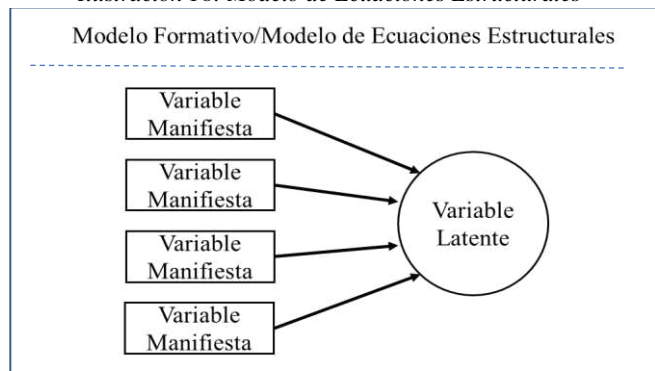 Modelo Formativo/Modelo de Ecuaciones Estructurales
Variable
Manifiesta
Variable
Manifiesta
Variable
Manifiesta
Variable
Manifiesta
Variable
Latente